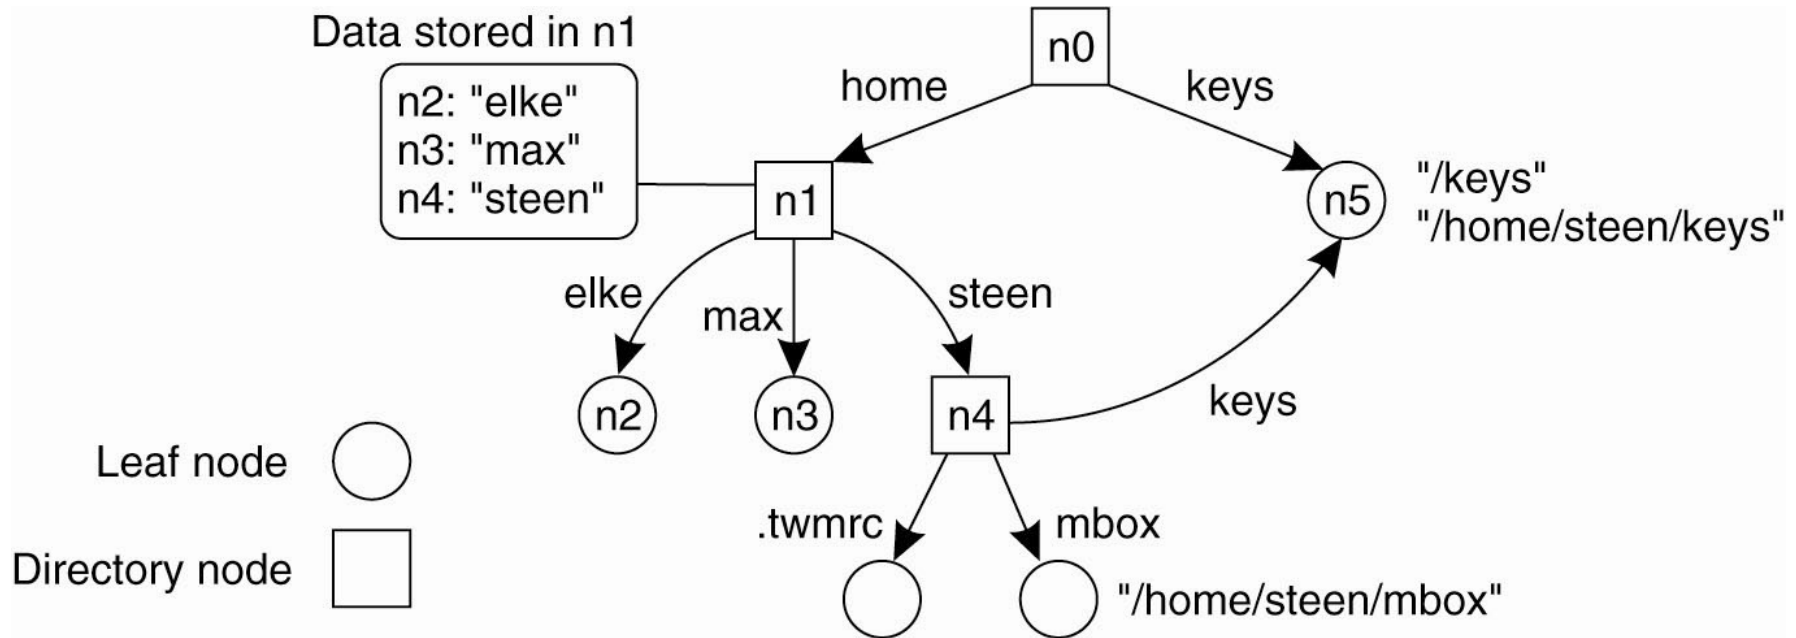 Data stored in n1
n2: "elke"
n3: "max"
n4: "steen"
n0
home
keys
n1
n5
"/keys"
"/home/steen/keys"
elke
max
steen
n2
n3
n4
keys
Leaf node
.twmrc
mbox
Directory node
"/home/steen/mbox"